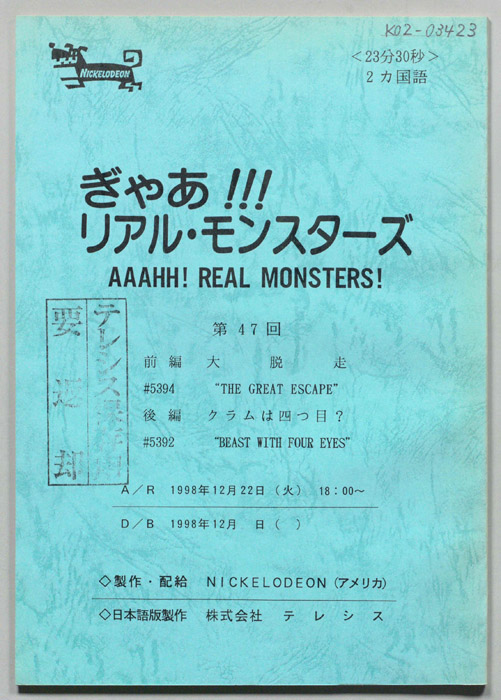 K02-03423
NICKELODEON
<23分30秒>
2カ国語
ぎゃあ!!!
リアル・モンスターズ
AAAHH! REAL MONSTERS!
第47回
前編 大脱走
#5394 "THE GREAT ESCAPE"
後編 クラムは四つ目?
#5392 "BEAST WITH FOUR EYES"
テレシス保存用
要返却
A/R 1998年12月22日(火) 18:00~
D/B 1998年12月 日( )
◇製作・配給 NICKELODEON(アメリカ)
◇日本語版製作 株式会社 テレシス